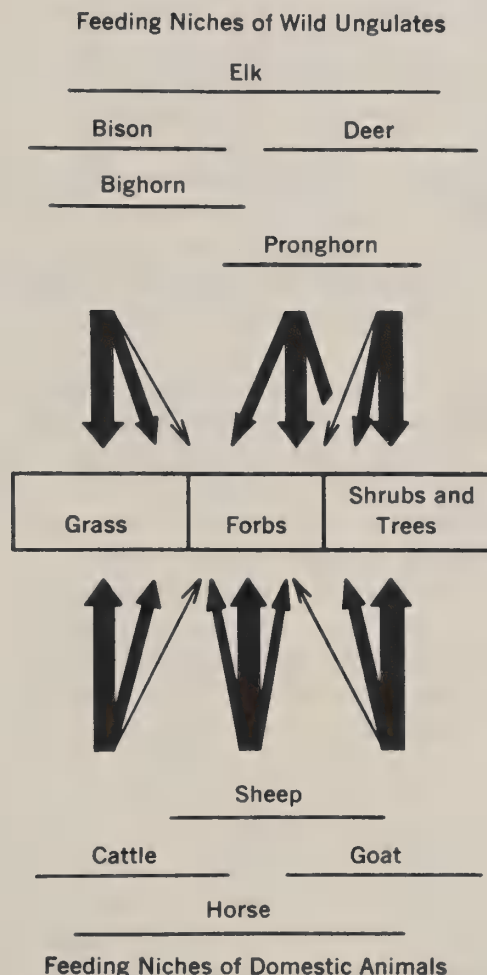 Feeding Niches of Wild Ungulates
Elk
Bison Deer
Bighorn
Pronghorn
Grass Forbs Shrubs and
Trees
Sheep
Cattle Goat
Horse
Feeding Niches of Domestic Animals